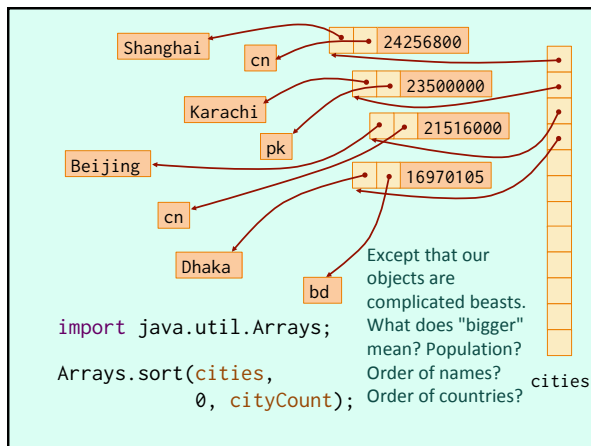 Shanghai
24256800
cn
Karachi
23500000
pk
21516000
Beijing
16970105
cn
Dhaka
bd
Except that our
objects are
complicated beasts.
What does "bigger"
mean? Population?
Order of names?
Order of countries?
import java.util.Arrays;
Arrays.sort(cities,
0, cityCount);
cities